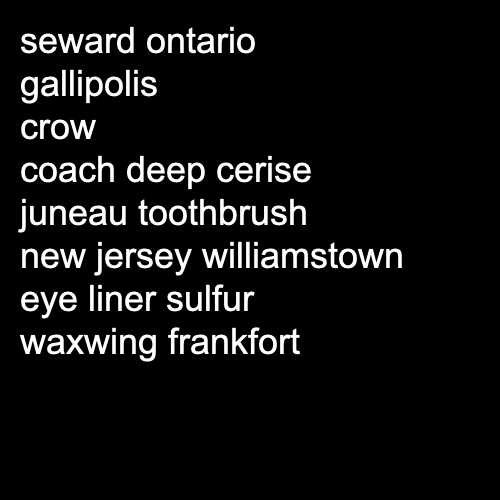 seward ontario
gallipolis
crow
coach deep cerise
juneau toothbrush
new jersey williamstown
eye liner sulfur
waxwing frankfort